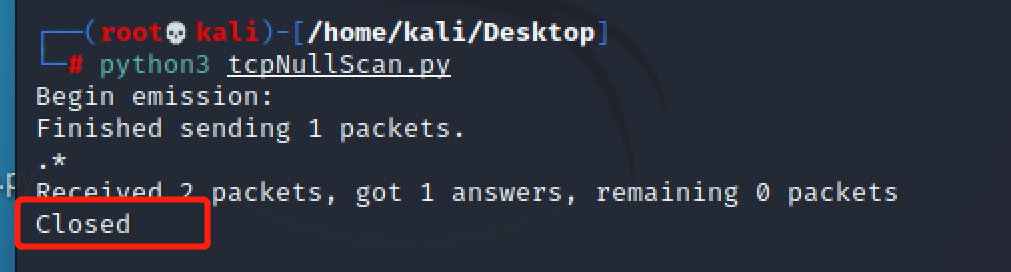 ┌──(root💀kali)-[/home/kali/Desktop]
└─# python3 tcpNullScan.py
Begin emission:
Finished sending 1 packets.
.*
.py
Received 2 packets, got 1 answers, remaining 0 packets
Closed